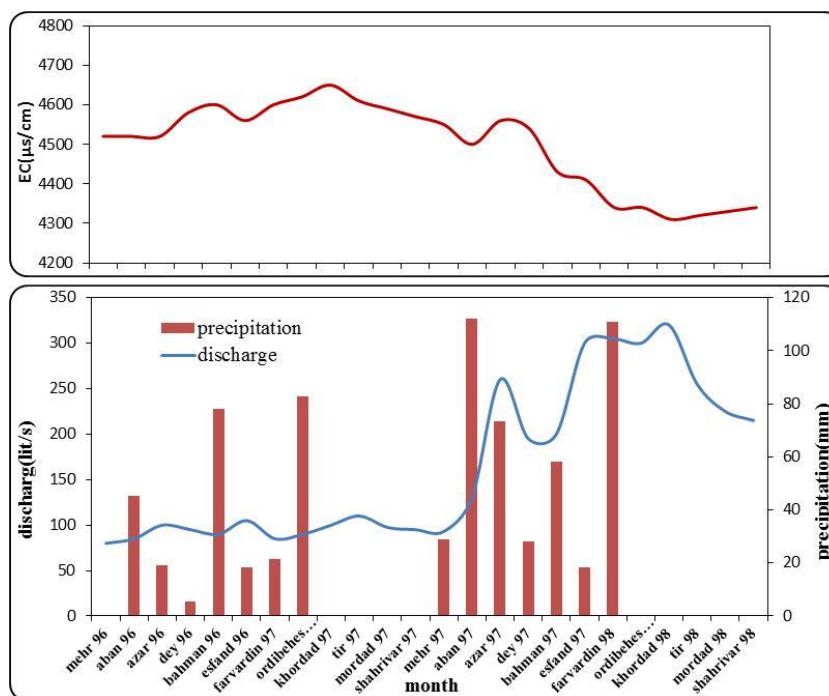 4800
4700
4600
4500
4400
4300
4200
EC(µs/cm)
350
300
250
200
150
100
50
0
discharg(lit/s)
precipitation
discharge
120
100
80
60
40
20
0
precipitation(mm)
mehr 96
aban 96
azar 96
dey 96
bahman 96
esfand 96
farvardin 97
ordibehes…
khordad 97
tir 97
mordad 97
shahrivar 97
mehr 97
aban 97
azar 97
dey 97
bahman 97
esfand 97
farvardin 98
ordibehes…
khordad 98
tir 98
mordad 98
shahrivar 98
month